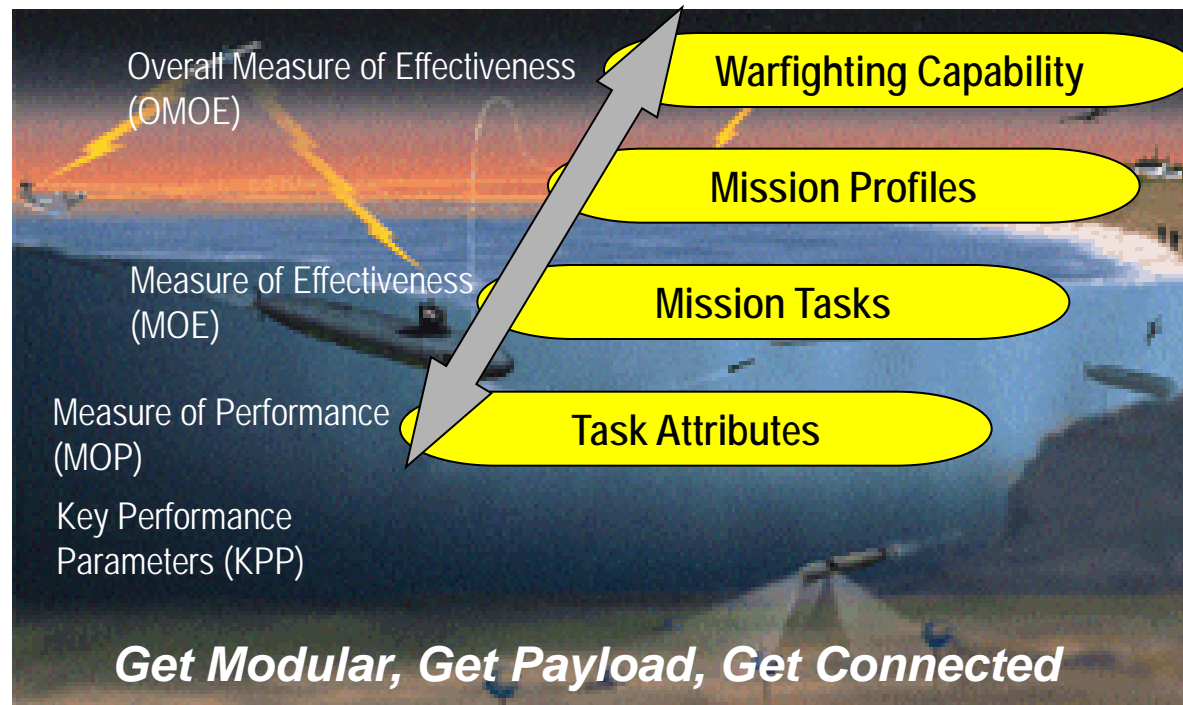 Overall Measure of Effectiveness
(OMOE)
Warfighting Capability
Mission Profiles
Measure of Effectiveness
(MOE)
Mission Tasks
Measure of Performance
(MOP)
Task Attributes
Key Performance
Parameters (KPP)
Get Modular, Get Payload, Get Connected